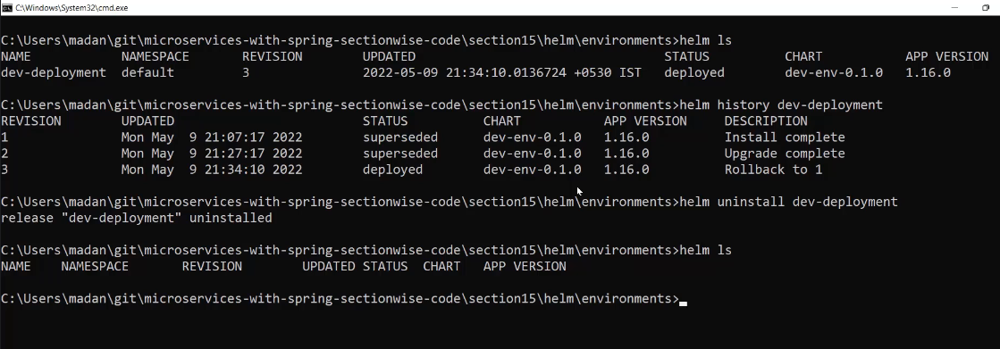 C:\Windows\System32\cmd.exe
C:\Users\madan\git\microservices-with-spring-sectionwise-code\section15\helm\environments>helm ls
NAME NAMESPACE REVISION UPDATED STATUS CHART APP VERSION
dev-deployment default 3 2022-05-09 21:34:10.0136724 +0530 IST deployed dev-env-0.1.0 1.16.0
C:\Users\madan\git\microservices-with-spring-sectionwise-code\section15\helm\environments>helm history dev-deployment
REVISION UPDATED STATUS CHART APP VERSION DESCRIPTION
1 Mon May 9 21:07:17 2022 superseded dev-env-0.1.0 1.16.0 Install complete
2 Mon May 9 21:27:17 2022 superseded dev-env-0.1.0 1.16.0 Upgrade complete
3 Mon May 9 21:34:10 2022 deployed dev-env-0.1.0 1.16.0 Rollback to 1
C:\Users\madan\git\microservices-with-spring-sectionwise-code\section15\helm\environments>helm uninstall dev-deployment
release "dev-deployment" uninstalled
C:\Users\madan\git\microservices-with-spring-sectionwise-code\section15\helm\environments>helm ls
NAME NAMESPACE REVISION UPDATED STATUS CHART APP VERSION
C:\Users\madan\git\microservices-with-spring-sectionwise-code\section15\helm\environments>